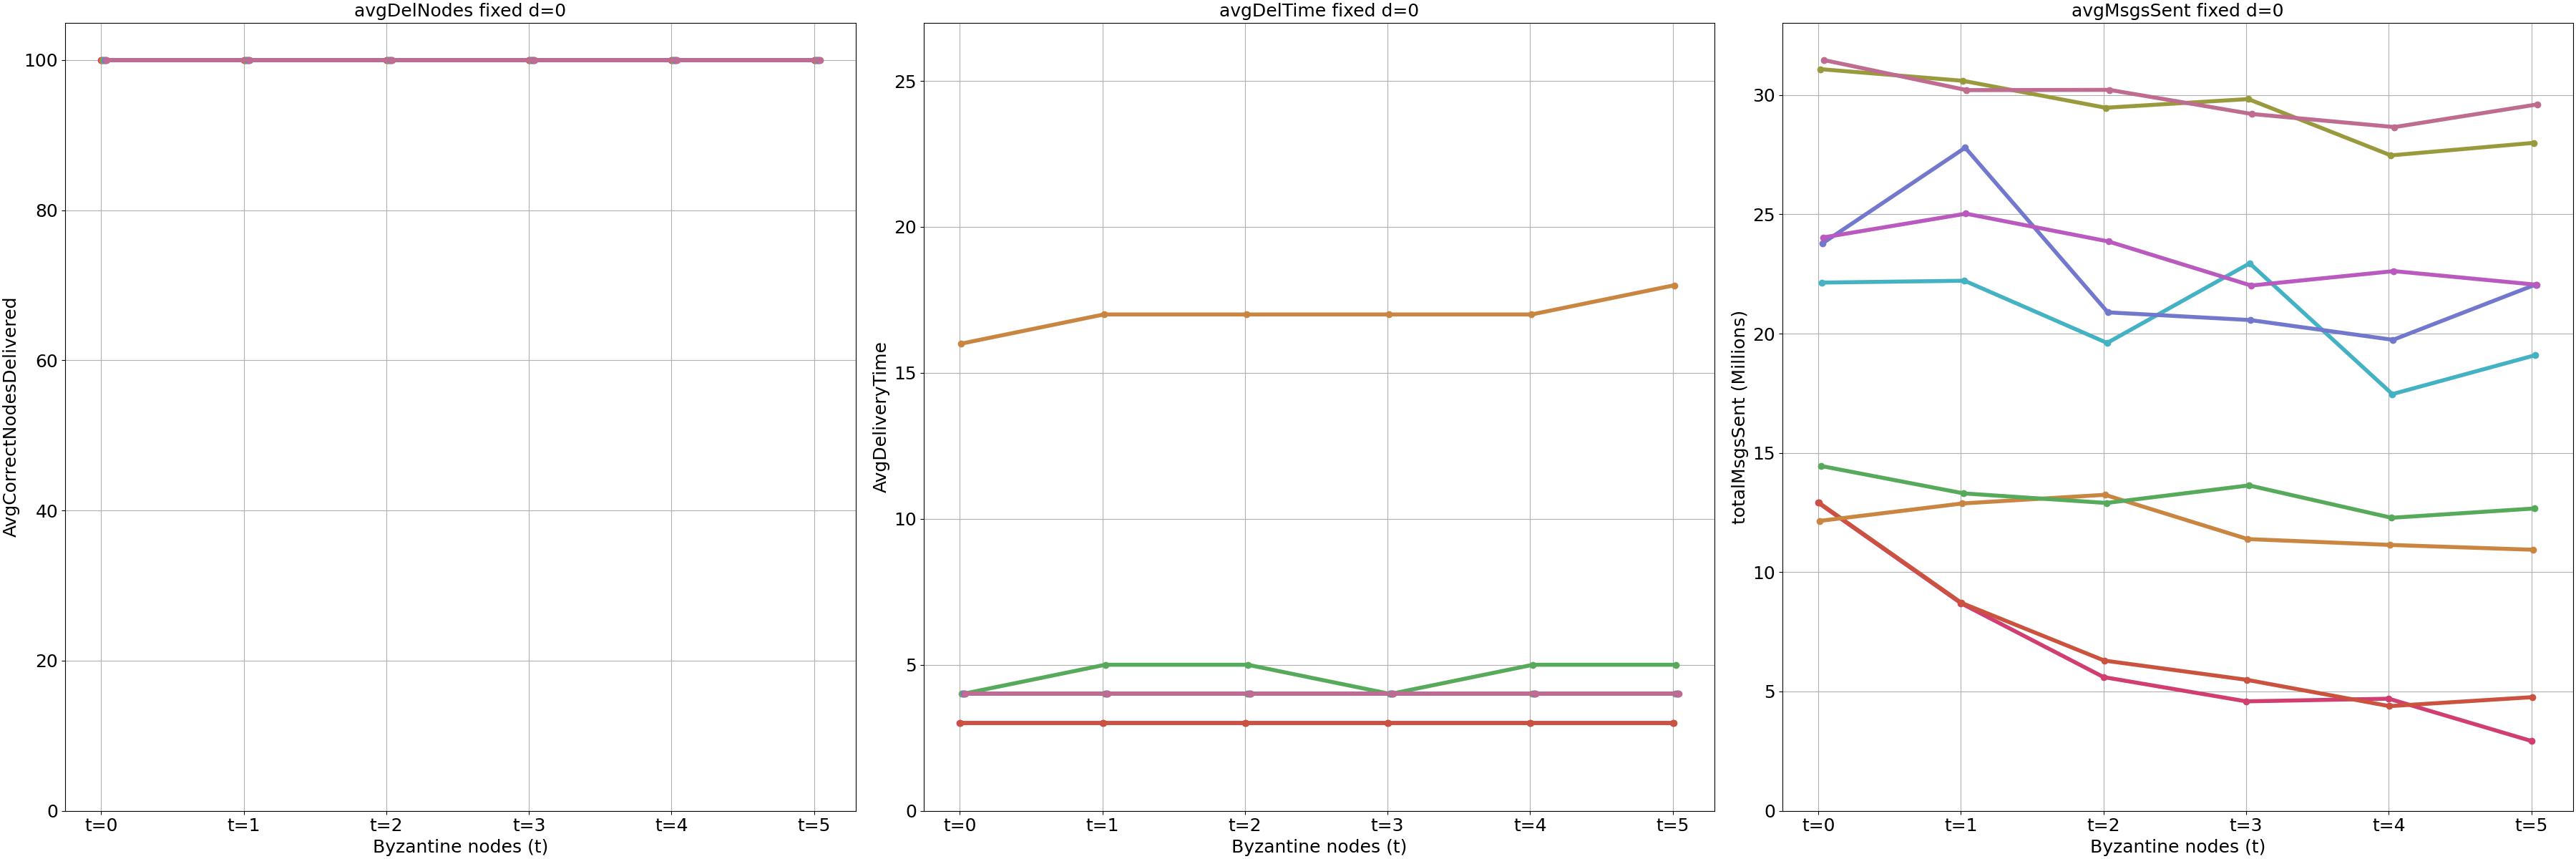 avgDelNodes fixed d=0
AvgCorrectNodesDelivered
100
80
60
40
20
0
t=0 t=1 t=2 t=3 t=4 t=5
Byzantine nodes (t)
avgDelTime fixed d=0
AvgDeliveryTime
25
20
15
10
5
0
t=0 t=1 t=2 t=3 t=4 t=5
Byzantine nodes (t)
avgMsgsSent fixed d=0
totalMsgsSent (Millions)
30
25
20
15
10
5
0
t=0 t=1 t=2 t=3 t=4 t=5
Byzantine nodes (t)